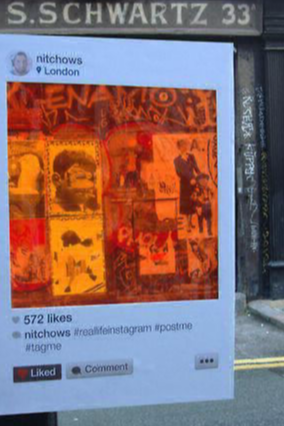 S.SCHWARTZ 33
nitchows
London
572 likes
nitchows #reallifeinstagram #postme
#tagme
Liked
Comment